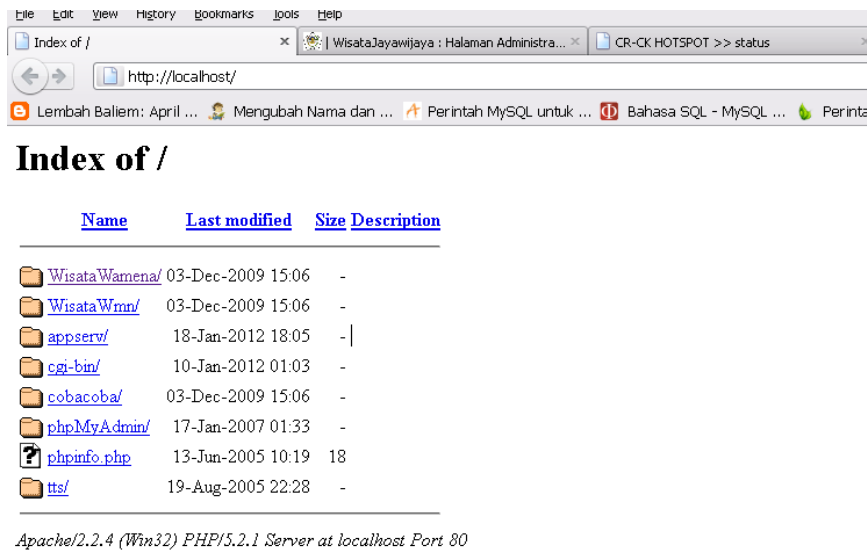 File Edit View History Bookmarks Tools Help
Index of / × | WisataJayawijaya : Halaman Administra... × CR-CK HOTSPOT >> status ×
http://localhost/
Lembah Baliem: April ... Mengubah Nama dan ... Perintah MySQL untuk ... Bahasa SQL - MySQL ... Perinta
Index of /
Name Last modified Size Description
WisataWamena/ 03-Dec-2009 15:06 -
WisataWmn/ 03-Dec-2009 15:06 -
appserv/ 18-Jan-2012 18:05 -
cgi-bin/ 10-Jan-2012 01:03 -
cobacoba/ 03-Dec-2009 15:06 -
phpMyAdmin/ 17-Jan-2007 01:33 -
phpinfo.php 13-Jun-2005 10:19 18
tts/ 19-Aug-2005 22:28 -
Apache/2.2.4 (Win32) PHP/5.2.1 Server at localhost Port 80